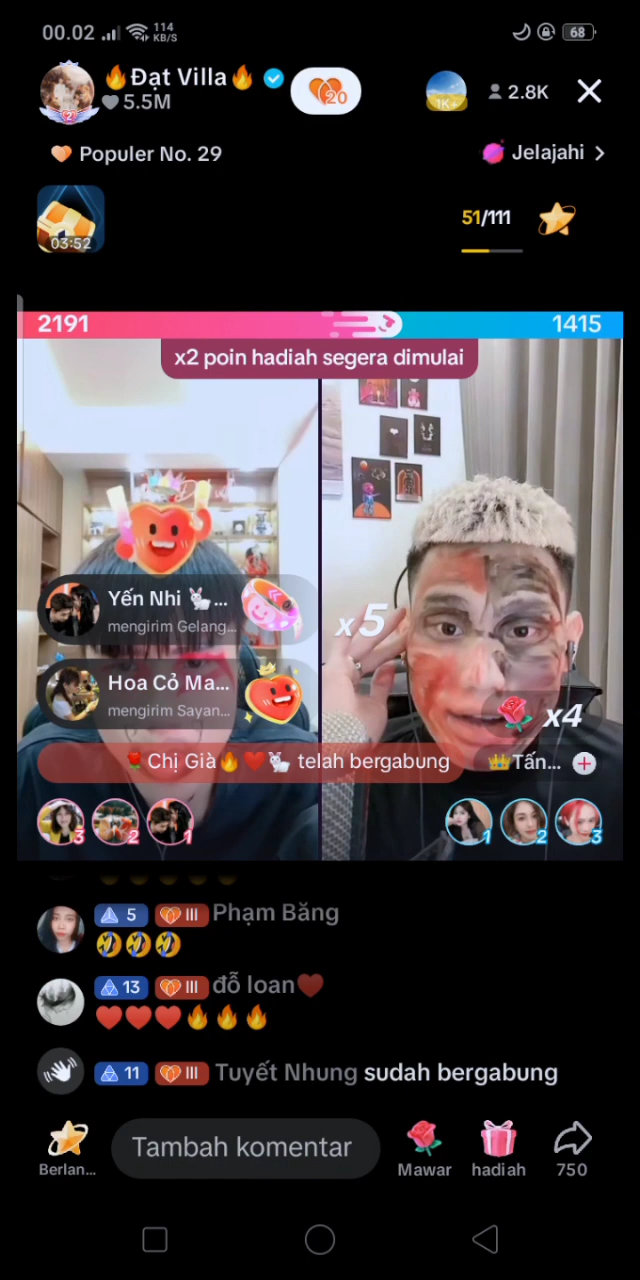 00.02 114 KB/S 68
🔥Đạt Villa🔥
5.5M
20
1K+
2.8K
Populer No. 29
Jelajahi
03:52
51/111
2191
1415
x2 poin hadiah segera dimulai
Yến Nhi 🐇...
mengirim Gelang...
x5
Hoa Cỏ Ma...
mengirim Sayan...
x4
🌹Chị Già🔥❤️🐇 telah bergabung
👑Tấn...
3 2 1
1 2 3
5 III Phạm Băng
🤣🤣🤣
13 III đỗ loan♥️
♥️♥️♥️🔥🔥🔥
11 III Tuyết Nhung sudah bergabung
Berlan...
Tambah komentar
Mawar
hadiah
750